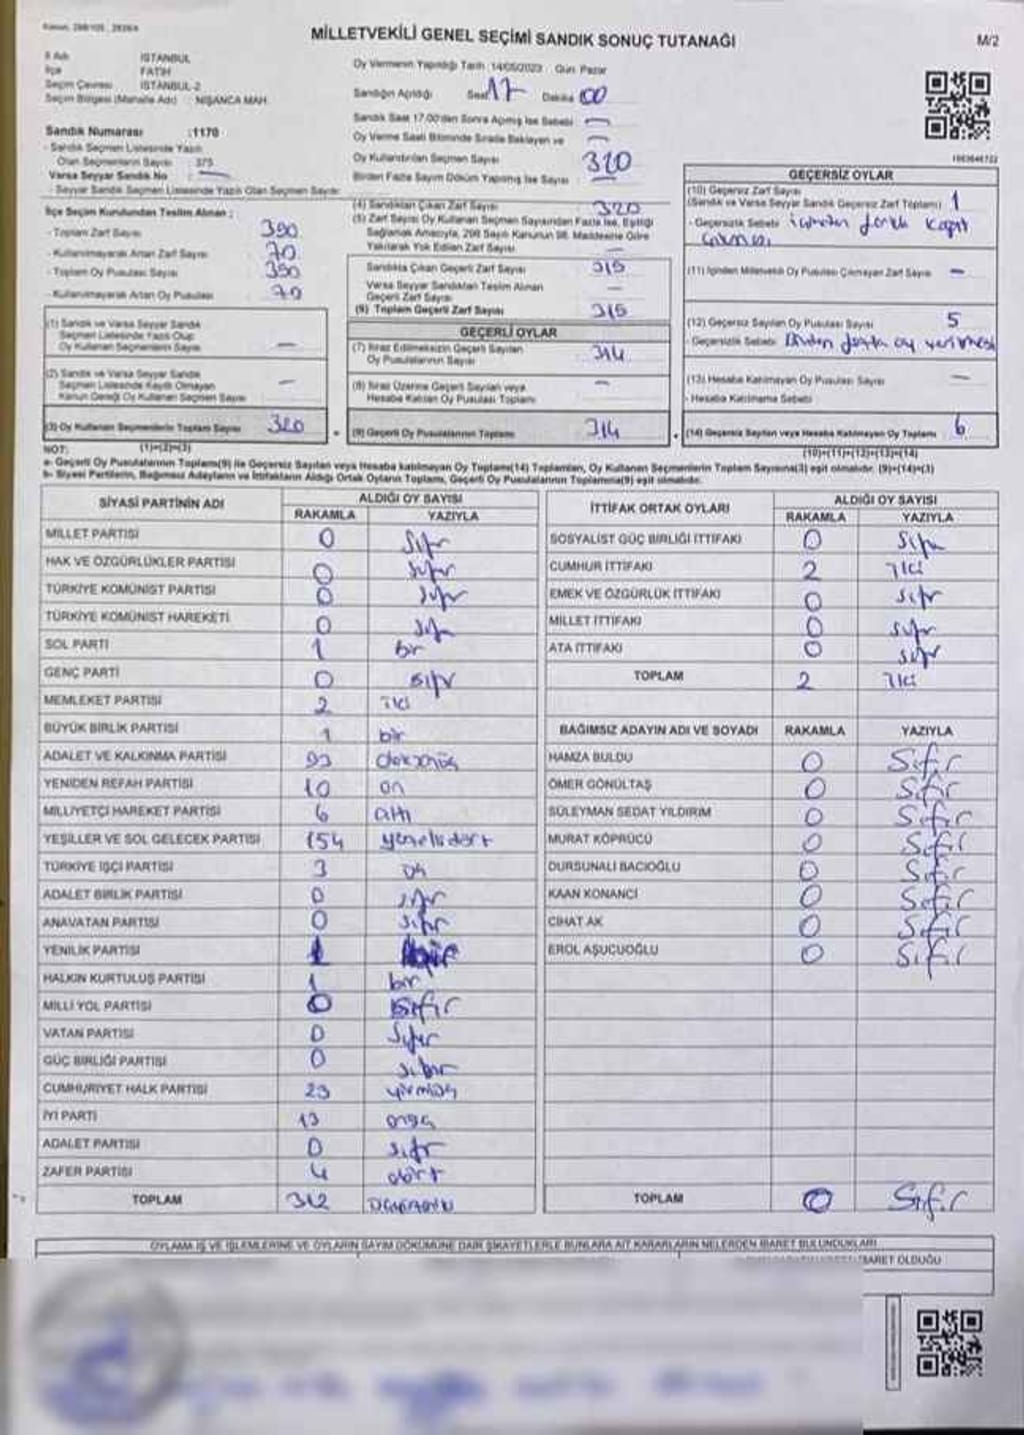 MİLLETVEKİLİ GENEL SEÇİMİ SANDIK SONUÇ TUTANAĞI
M/2
İl Adı İSTANBUL
İlçe FATİH
Seçim Çevresi İSTANBUL-2
Seçim Bölgesi (Mahalle Adı) : NİŞANCA MAH.
Sandık Numarası :1170
- Sandık Seçmen Listesinde Yazılı
Olan Seçmenlerin Sayısı : 375
Varsa Seyyar Sandık No : —
- Seyyar Sandık Seçmen Listesinde Yazılı Olan Seçmen Sayısı:
Oy Vermenin Yapıldığı Tarih :14/05/2023 Gün: Pazar
Sandığın Açıldığı Saat 17 Dakika 00
Sandık Saat 17.00'den Sonra Açılmış İse Sebebi —
Oy Verme Saati Bitiminde Sırada Bekleyen ve —
Oy Kullandırılan Seçmen Sayısı 320
Birden Fazla Sayım Döküm Yapılmış İse Sayısı : —
İlçe Seçim Kurulundan Teslim Alınan :
- Toplam Zarf Sayısı : 390
- Kullanılmayarak Artan Zarf Sayısı : 70
- Toplam Oy Pusulası Sayısı : 390
- Kullanılmayarak Artan Oy Pusulası : 70
(1) Sandık ve Varsa Seyyar Sandık
Seçmen Listesinde Yazılı Olup
Oy Kullanan Seçmenlerin Sayısı —
(2) Sandık ve Varsa Seyyar Sandık
Seçmen Listesinde Kayıtlı Olmayan
Kanun Gereği Oy Kullanan Seçmen Sayısı —
(3) Oy Kullanan Seçmenlerin Toplam Sayısı 320
(1)+(2)=(3)
(4) Sandıktan Çıkan Zarf Sayısı 320
(5) Zarf Sayısı Oy Kullanan Seçmen Sayısından Fazla İse, Eşitliği
Sağlamak Amacıyla, 298 Sayılı Kanunun 98. Maddesine Göre
Yakılarak Yok Edilen Zarf Sayısı —
Sandıkta Çıkan Geçerli Zarf Sayısı 315
Varsa Seyyar Sandıktan Teslim Alınan
Geçerli Zarf Sayısı —
(6) Toplam Geçerli Zarf Sayısı 315
GEÇERLİ OYLAR
(7) İtiraz Edilmeksizin Geçerli Sayılan
Oy Pusulalarının Sayısı 314
(8) İtiraz Üzerine Geçerli Sayılan veya
Hesaba Katılan Oy Pusulası Toplamı —
(9) Geçerli Oy Pusulalarının Toplamı 314
GEÇERSİZ OYLAR
(10) Geçersiz Zarf Sayısı
(Sandık ve Varsa Seyyar Sandık Geçersiz Zarf Toplamı) 1
- Geçersizlik Sebebi
(11) İçinden Milletvekili Oy Pusulası Çıkmayan Zarf Sayısı —
(12) Geçersiz Sayılan Oy Pusulası Sayısı 5
- Geçersizlik Sebebi Birden fazla oy verilmesi
(13) Hesaba Katılmayan Oy Pusulası Sayısı —
- Hesaba Katılmama Sebebi
(14) Geçersiz Sayılan veya Hesaba Katılmayan Oy Toplamı 6
(10)+(11)+(12)+(13)=(14)
NOT:
a- Geçerli Oy Pusulalarının Toplamı(9) ile Geçersiz Sayılan veya Hesaba katılmayan Oy Toplamı(14) Toplamları, Oy Kullanan Seçmenlerin Toplam Sayısına(3) eşit olmalıdır. (9)+(14)=(3)
b- Siyasi Partilerin, Bağımsız Adayların ve İttifakların Aldığı Ortak Oyların Toplamı, Geçerli Oy Pusulalarının Toplamına(9) eşit olmalıdır.
SİYASİ PARTİNİN ADI ALDIĞI OY SAYISI
RAKAMLA YAZIYLA
MİLLET PARTİSİ 0 Sıfır
HAK VE ÖZGÜRLÜKLER PARTİSİ 0 Sıfır
TÜRKİYE KOMÜNİST PARTİSİ 0 Sıfır
TÜRKİYE KOMÜNİST HAREKETİ 0 Sıfır
SOL PARTİ 1 bir
GENÇ PARTİ 0 Sıfır
MEMLEKET PARTİSİ 2 iki
BÜYÜK BİRLİK PARTİSİ 1 bir
ADALET VE KALKINMA PARTİSİ 93 doksanüç
YENİDEN REFAH PARTİSİ 10 on
MİLLİYETÇİ HAREKET PARTİSİ 6 altı
YEŞİLLER VE SOL GELECEK PARTİSİ 154 yüzellidört
TÜRKİYE İŞÇİ PARTİSİ 3 üç
ADALET BİRLİK PARTİSİ 0 sıfır
ANAVATAN PARTİSİ 0 sıfır
YENİLİK PARTİSİ 1
HALKIN KURTULUŞ PARTİSİ 1 bir
MİLLİ YOL PARTİSİ 0 Sıfır
VATAN PARTİSİ 0 Sıfır
GÜÇ BİRLİĞİ PARTİSİ 0 sıfır
CUMHURİYET HALK PARTİSİ 23 yirmiüç
İYİ PARTİ 13 onüç
ADALET PARTİSİ 0 sıfır
ZAFER PARTİSİ 4 dört
TOPLAM 312
İTTİFAK ORTAK OYLARI ALDIĞI OY SAYISI
RAKAMLA YAZIYLA
SOSYALİST GÜÇ BİRLİĞİ İTTİFAKI 0 Sıfır
CUMHUR İTTİFAKI 2 iki
EMEK VE ÖZGÜRLÜK İTTİFAKI 0 Sıfır
MİLLET İTTİFAKI 0 Sıfır
ATA İTTİFAKI 0 Sıfır
TOPLAM 2 iki
BAĞIMSIZ ADAYIN ADI VE SOYADI RAKAMLA YAZIYLA
HAMZA BULDU 0 Sıfır
ÖMER GÖNÜLTAŞ 0 Sıfır
SÜLEYMAN SEDAT YILDIRIM 0 Sıfır
MURAT KÖPRÜCÜ 0 Sıfır
DURSUNALİ BACIOĞLU 0 Sıfır
KAAN KONANCI 0 Sıfır
CİHAT AK 0 Sıfır
EROL AŞUCUOĞLU 0 Sıfır
TOPLAM 0 Sıfır
OYLAMA İŞ VE İŞLEMLERİNE VE OYLARIN SAYIM DÖKÜMÜNE DAİR ŞİKAYETLERLE BUNLARA AİT KARARLARIN NELERDEN İBARET BULUNDUKLARI
İBARET OLDUĞU